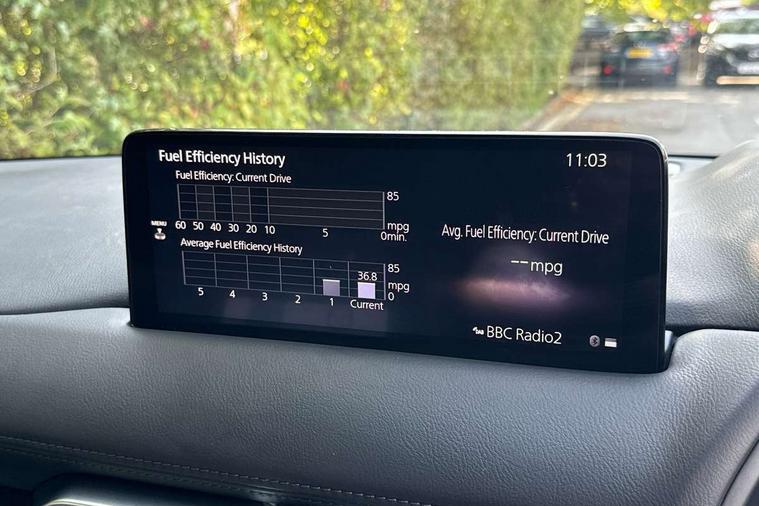 Fuel Efficiency History
11:03
Fuel Efficiency: Current Drive
85
mpg
60 50 40 30 20 10 5 0min.
MENU
Avg. Fuel Efficiency: Current Drive
--mpg
Average Fuel Efficiency History
85
36.8
mpg
0
5 4 3 2 1 Current
BBC Radio2